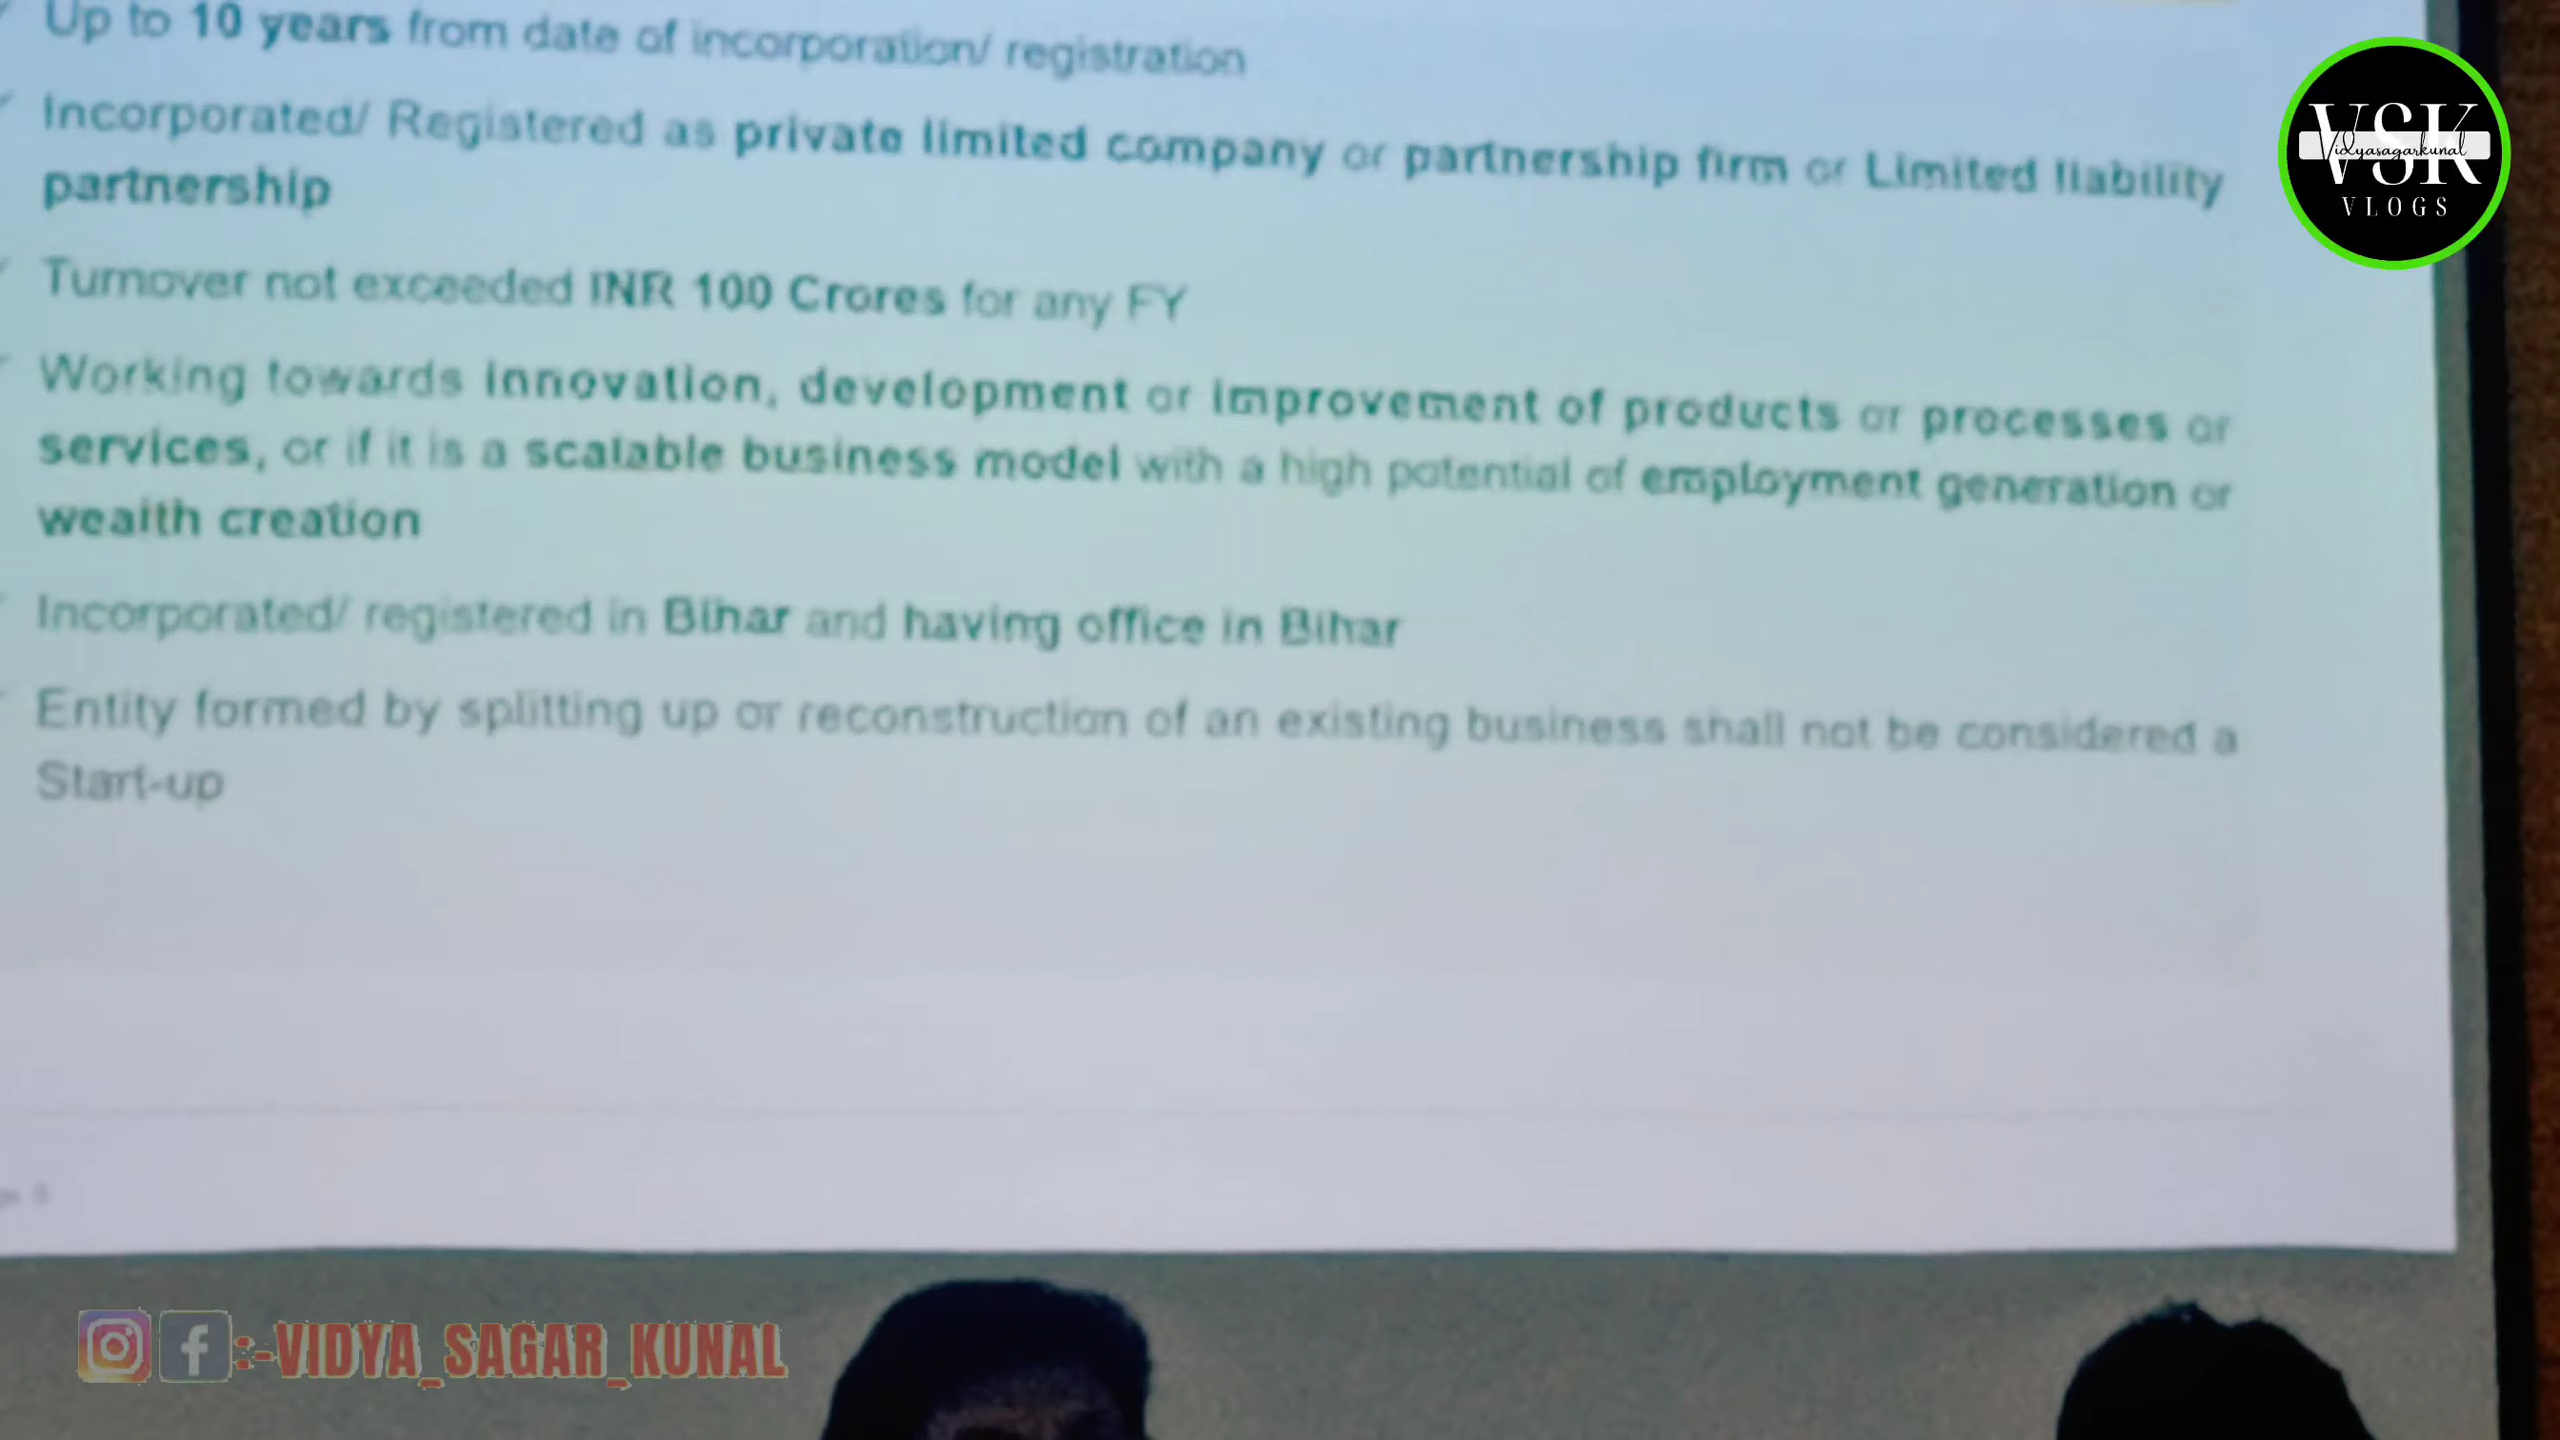 Up to 10 years from date of incorporation/ registration
Incorporated/ Registered as private limited company or partnership firm or Limited liability
partnership
Turnover not exceeded INR 100 Crores for any FY
Working towards innovation, development or improvement of products or processes or
services, or if it is a scalable business model with a high potential of employment generation or
wealth creation
Incorporated/ registered in Bihar and having office in Bihar
Entity formed by splitting up or reconstruction of an existing business shall not be considered a
Start-up
VSK
Vidyasagarkunal
VLOGS
:-VIDYA_SAGAR_KUNAL